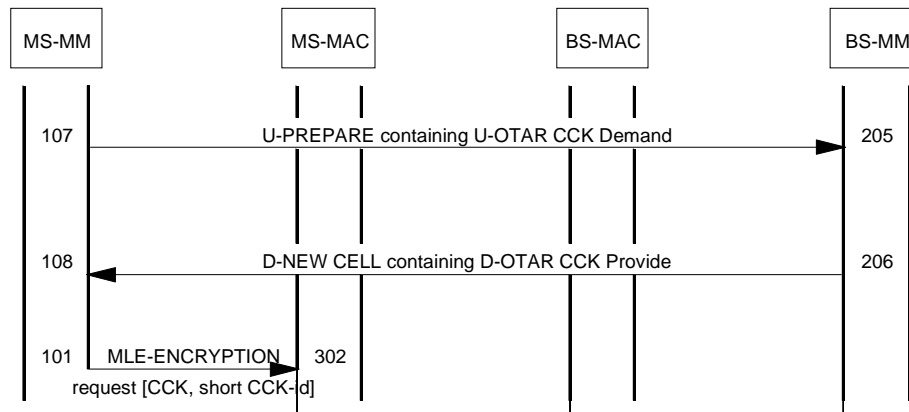 MS-MM MS-MAC BS-MAC BS-MM
107 U-PREPARE containing U-OTAR CCK Demand 205
108 D-NEW CELL containing D-OTAR CCK Provide 206
101 MLE-ENCRYPTION 302
request [CCK, short CCK-id]